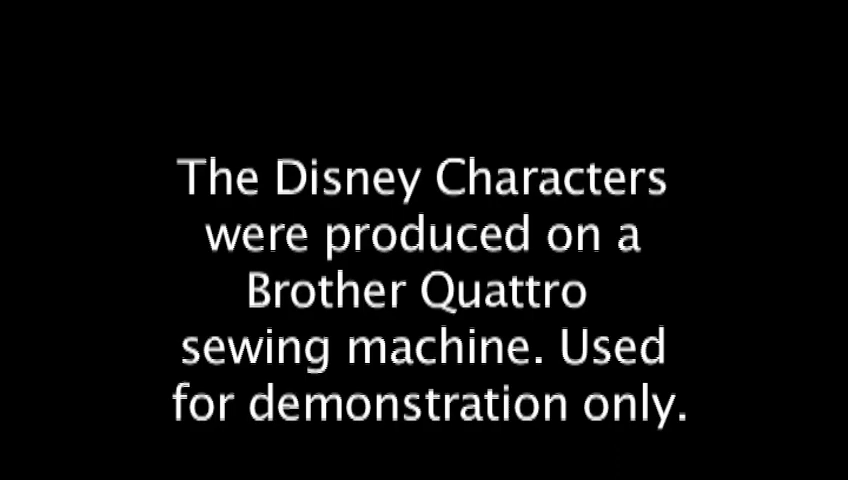 The Disney Characters
were produced on a
Brother Quattro
sewing machine. Used
for demonstration only.